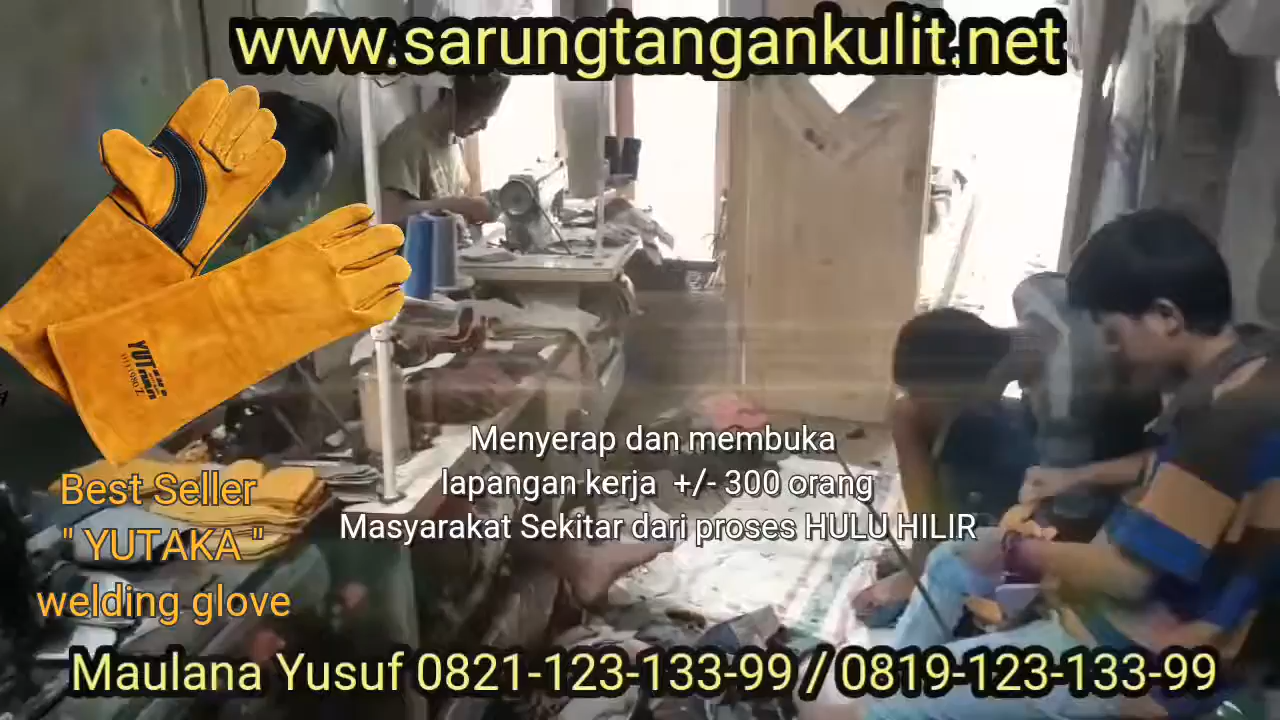 www.sarungtangankulit.net
Menyerap dan membuka
lapangan kerja +/- 300 orang
Masyarakat Sekitar dari proses HULU HILIR
Best Seller
" YUTAKA "
welding glove
Maulana Yusuf 0821-123-133-99 / 0819-123-133-99